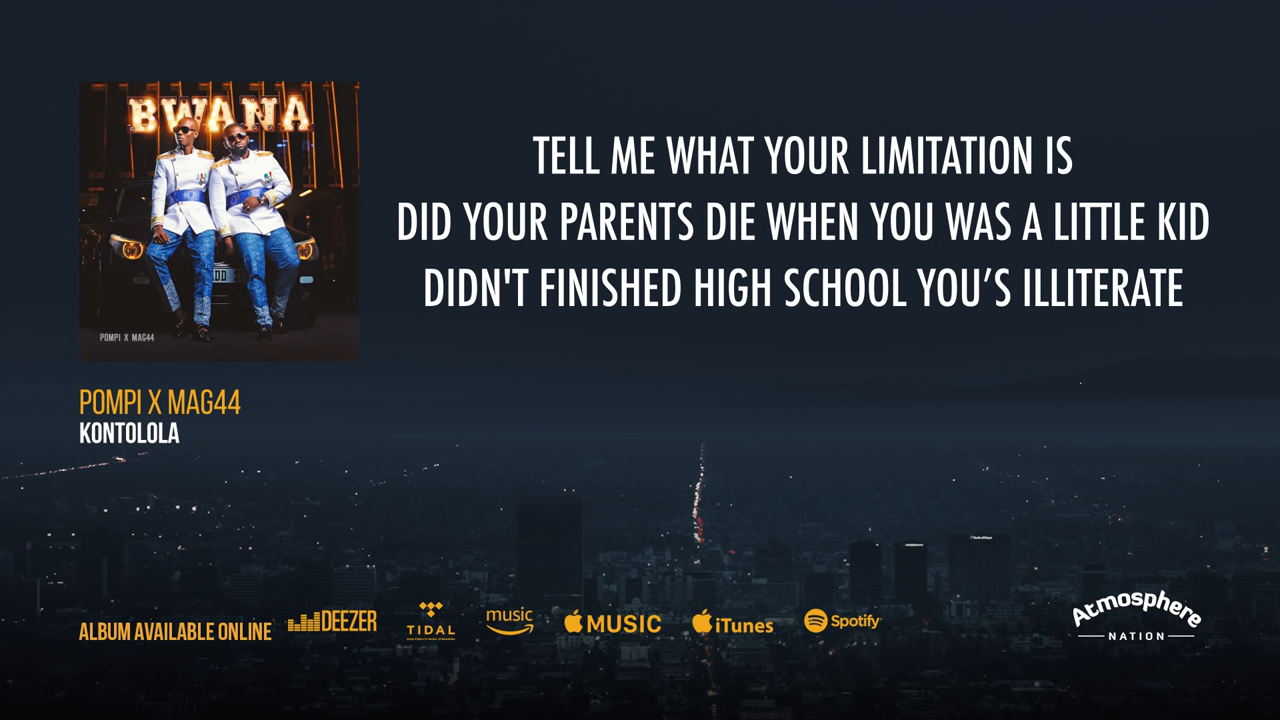 BWANA
POMPI X MAG44
TELL ME WHAT YOUR LIMITATION IS
DID YOUR PARENTS DIE WHEN YOU WAS A LITTLE KID
DIDN'T FINISHED HIGH SCHOOL YOU’S ILLITERATE
POMPI X MAG44
KONTOLOLA
ALBUM AVAILABLE ONLINE
DEEZER
TIDAL
music
MUSIC
iTunes
Spotify
Atmosphere
NATION